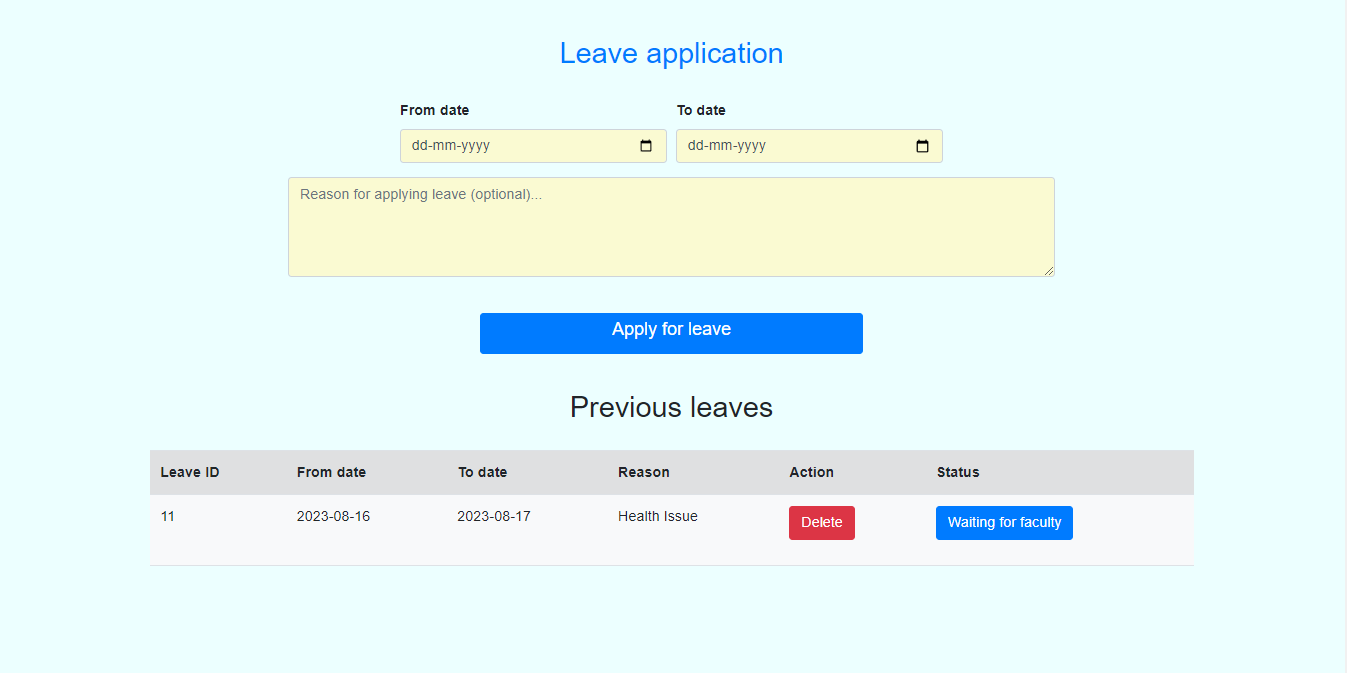 Leave application
From date To date
dd-mm-yyyy dd-mm-yyyy
Reason for applying leave (optional)...
Apply for leave
Previous leaves
Leave ID From date To date Reason Action Status
11 2023-08-16 2023-08-17 Health Issue Delete Waiting for faculty